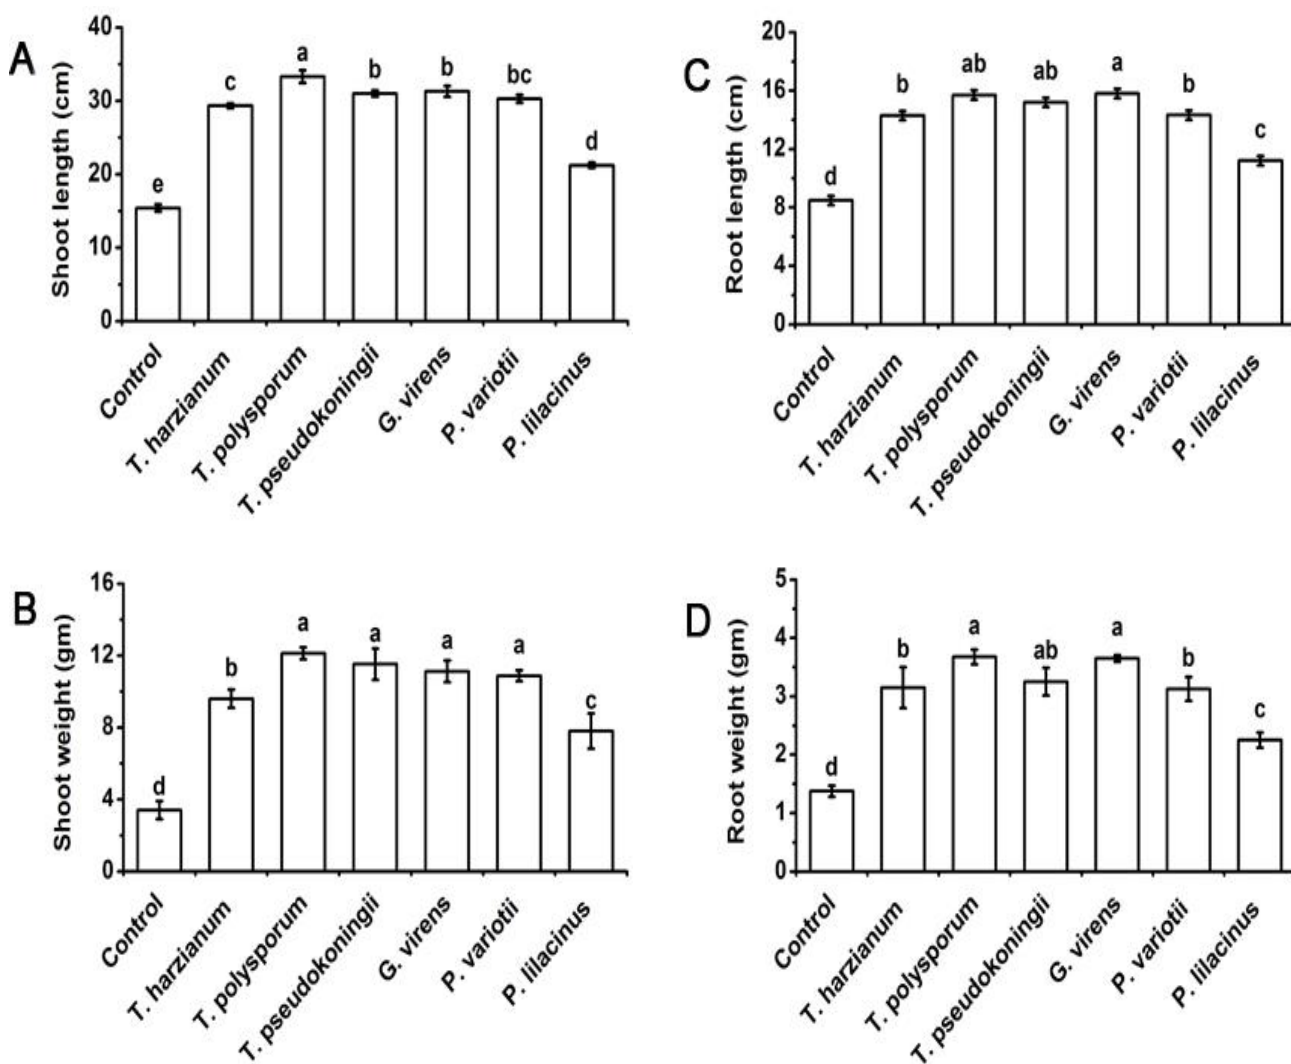 A
Shoot length (cm)
40
30
20
10
0
e
c
a
b
b
bc
d
Control
T. harzianum
T. polysporum
T. pseudokoningii
G. virens
P. variotii
P. lilacinus
C
Root length (cm)
20
16
12
8
4
0
d
b
ab
ab
a
b
c
Control
T. harzianum
T. polysporum
T. pseudokoningii
G. virens
P. variotii
P. lilacinus
B
Shoot weight (gm)
16
12
8
4
0
d
b
a
a
a
a
c
Control
T. harzianum
T. polysporum
T. pseudokoningii
G. virens
P. variotii
P. lilacinus
D
Root weight (gm)
5
4
3
2
1
0
d
b
a
ab
a
b
c
Control
T. harzianum
T. polysporum
T. pseudokoningii
G. virens
P. variotii
P. lilacinus